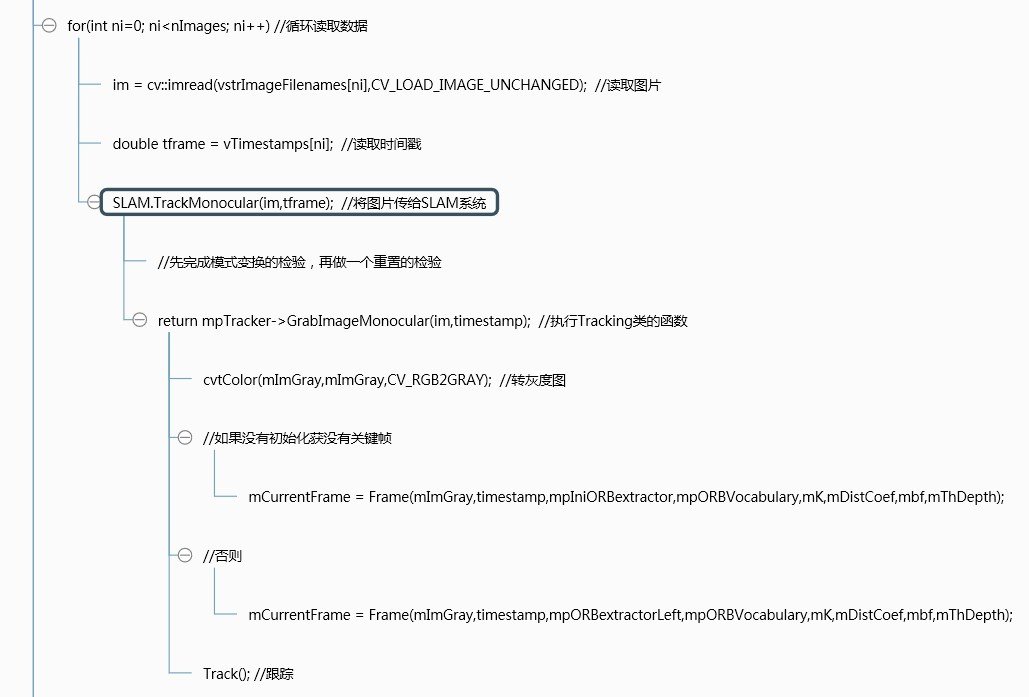 for(int ni=0; ni<nImages; ni++) //循环读取数据
im = cv::imread(vstrImageFilenames[ni],CV_LOAD_IMAGE_UNCHANGED); //读取图片
double tframe = vTimestamps[ni]; //读取时间戳
SLAM.TrackMonocular(im,tframe); //将图片传给SLAM系统
//先完成模式变换的检验，再做一个重置的检验
return mpTracker->GrabImageMonocular(im,timestamp); //执行Tracking类的函数
cvtColor(mImGray,mImGray,CV_RGB2GRAY); //转灰度图
//如果没有初始化获没有关键帧
mCurrentFrame = Frame(mImGray,timestamp,mpIniORBextractor,mpORBVocabulary,mK,mDistCoef,mbf,mThDepth);
//否则
mCurrentFrame = Frame(mImGray,timestamp,mpORBextractorLeft,mpORBVocabulary,mK,mDistCoef,mbf,mThDepth);
Track(); //跟踪